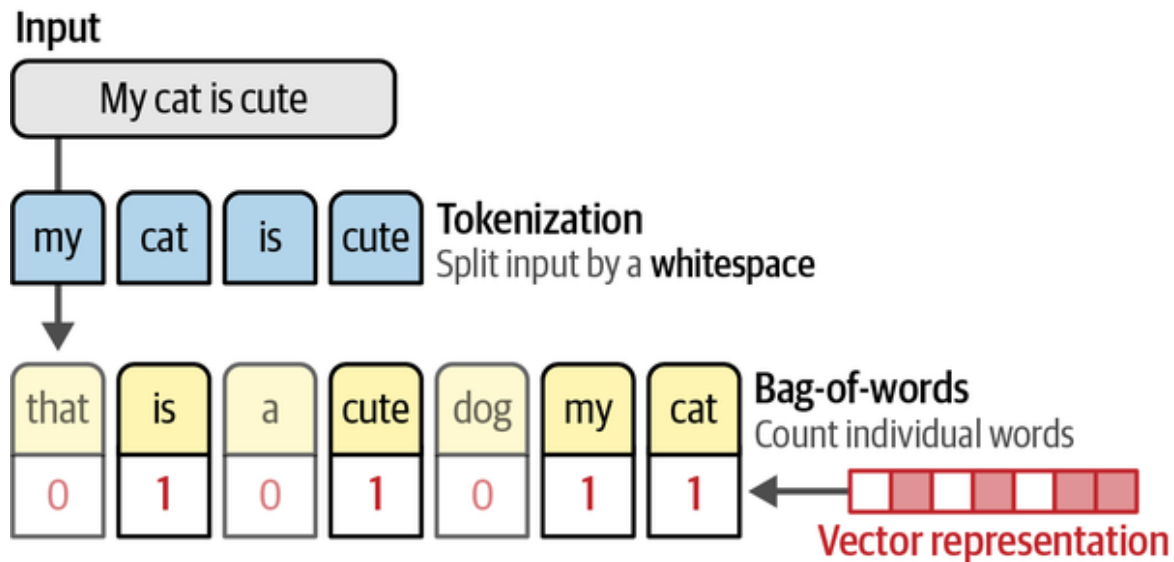 Input
My cat is cute
my cat is cute
Tokenization
Split input by a whitespace
that is a cute dog my cat
Bag-of-words
Count individual words
0 1 0 1 0 1 1
Vector representation